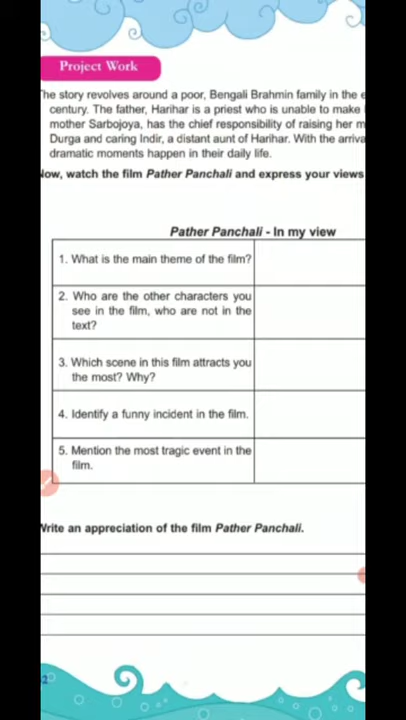 Project Work
The story revolves around a poor, Bengali Brahmin family in the
century. The father, Harihar is a priest who is unable to make
mother Sarbojoya, has the chief responsibility of raising her
Durga and caring Indir, a distant aunt of Harihar. With the
dramatic moments happen in their daily life.
Now, watch the film Pather Panchali and express your views
Pather Panchali - In my view
1. What is the main theme of the film?
2. Who are the other characters you
see in the film, who are not in the
text?
3. Which scene in this film attracts you
the most? Why?
4. Identify a funny incident in the film.
5. Mention the most tragic event in the
film.
Write an appreciation of the film Pather Panchali.